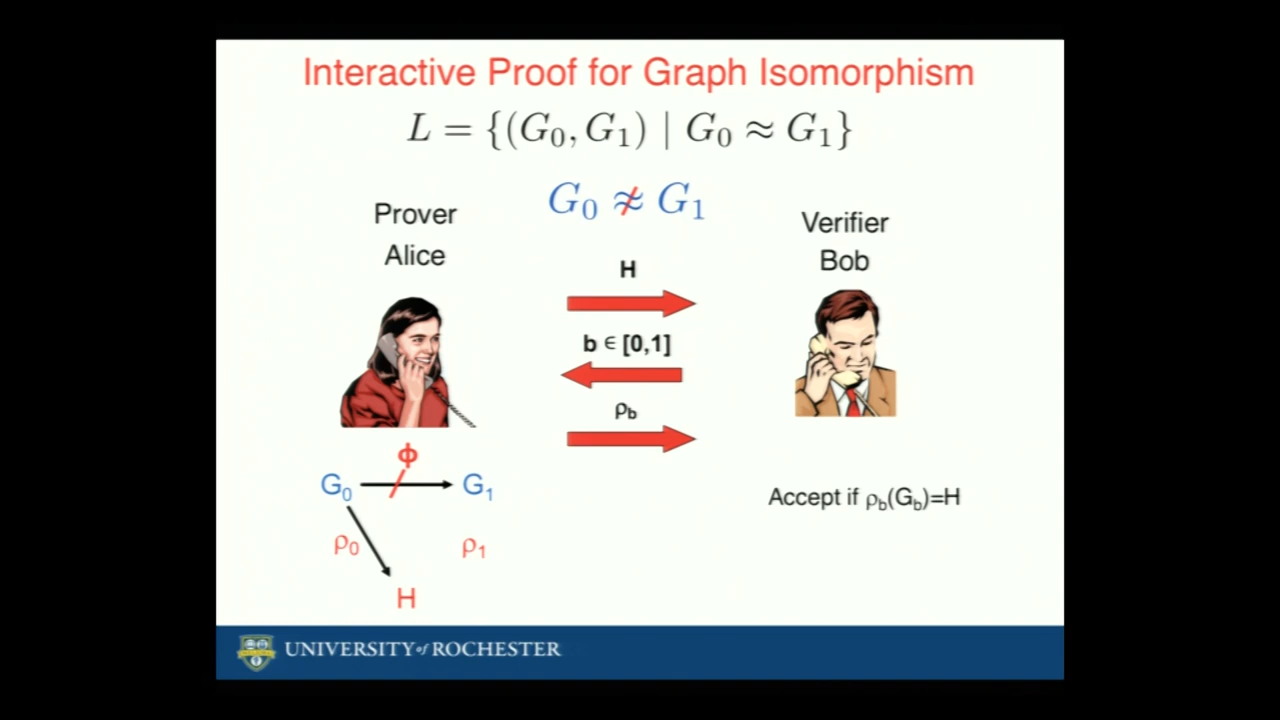 Interactive Proof for Graph Isomorphism
L = {(G₀, G₁) | G₀ ≈ G₁}
G₀ ≉ G₁
Prover
Alice
Verifier
Bob
H
b ∈ [0,1]
ρb
ϕ
G₀
G₁
ρ₀
ρ₁
H
Accept if ρb(Gb)=H
UNIVERSITY of ROCHESTER